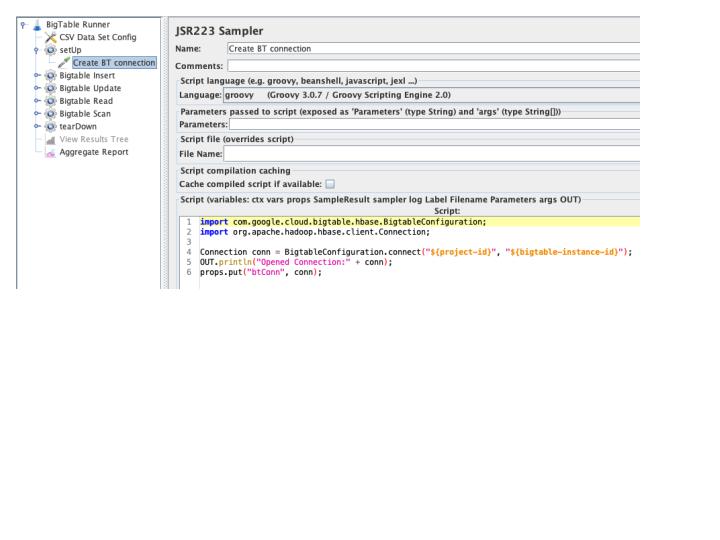 BigTable Runner
CSV Data Set Config
setUp
Create BT connection
Bigtable Insert
Bigtable Update
Bigtable Read
Bigtable Scan
tearDown
View Results Tree
Aggregate Report
JSR223 Sampler
Name: Create BT connection
Comments:
Script language (e.g. groovy, beanshell, javascript, jexl ...)
Language: groovy (Groovy 3.0.7 / Groovy Scripting Engine 2.0)
Parameters passed to script (exposed as 'Parameters' (type String) and 'args' (type String[]))
Parameters:
Script file (overrides script)
File Name:
Script compilation caching
Cache compiled script if available:
Script (variables: ctx vars props SampleResult sampler log Label Filename Parameters args OUT)
Script:
1 import com.google.cloud.bigtable.hbase.BigtableConfiguration;
2 import org.apache.hadoop.hbase.client.Connection;
3
4 Connection conn = BigtableConfiguration.connect("${project-id}", "${bigtable-instance-id}");
5 OUT.println("Opened Connection:" + conn);
6 props.put("btConn", conn);